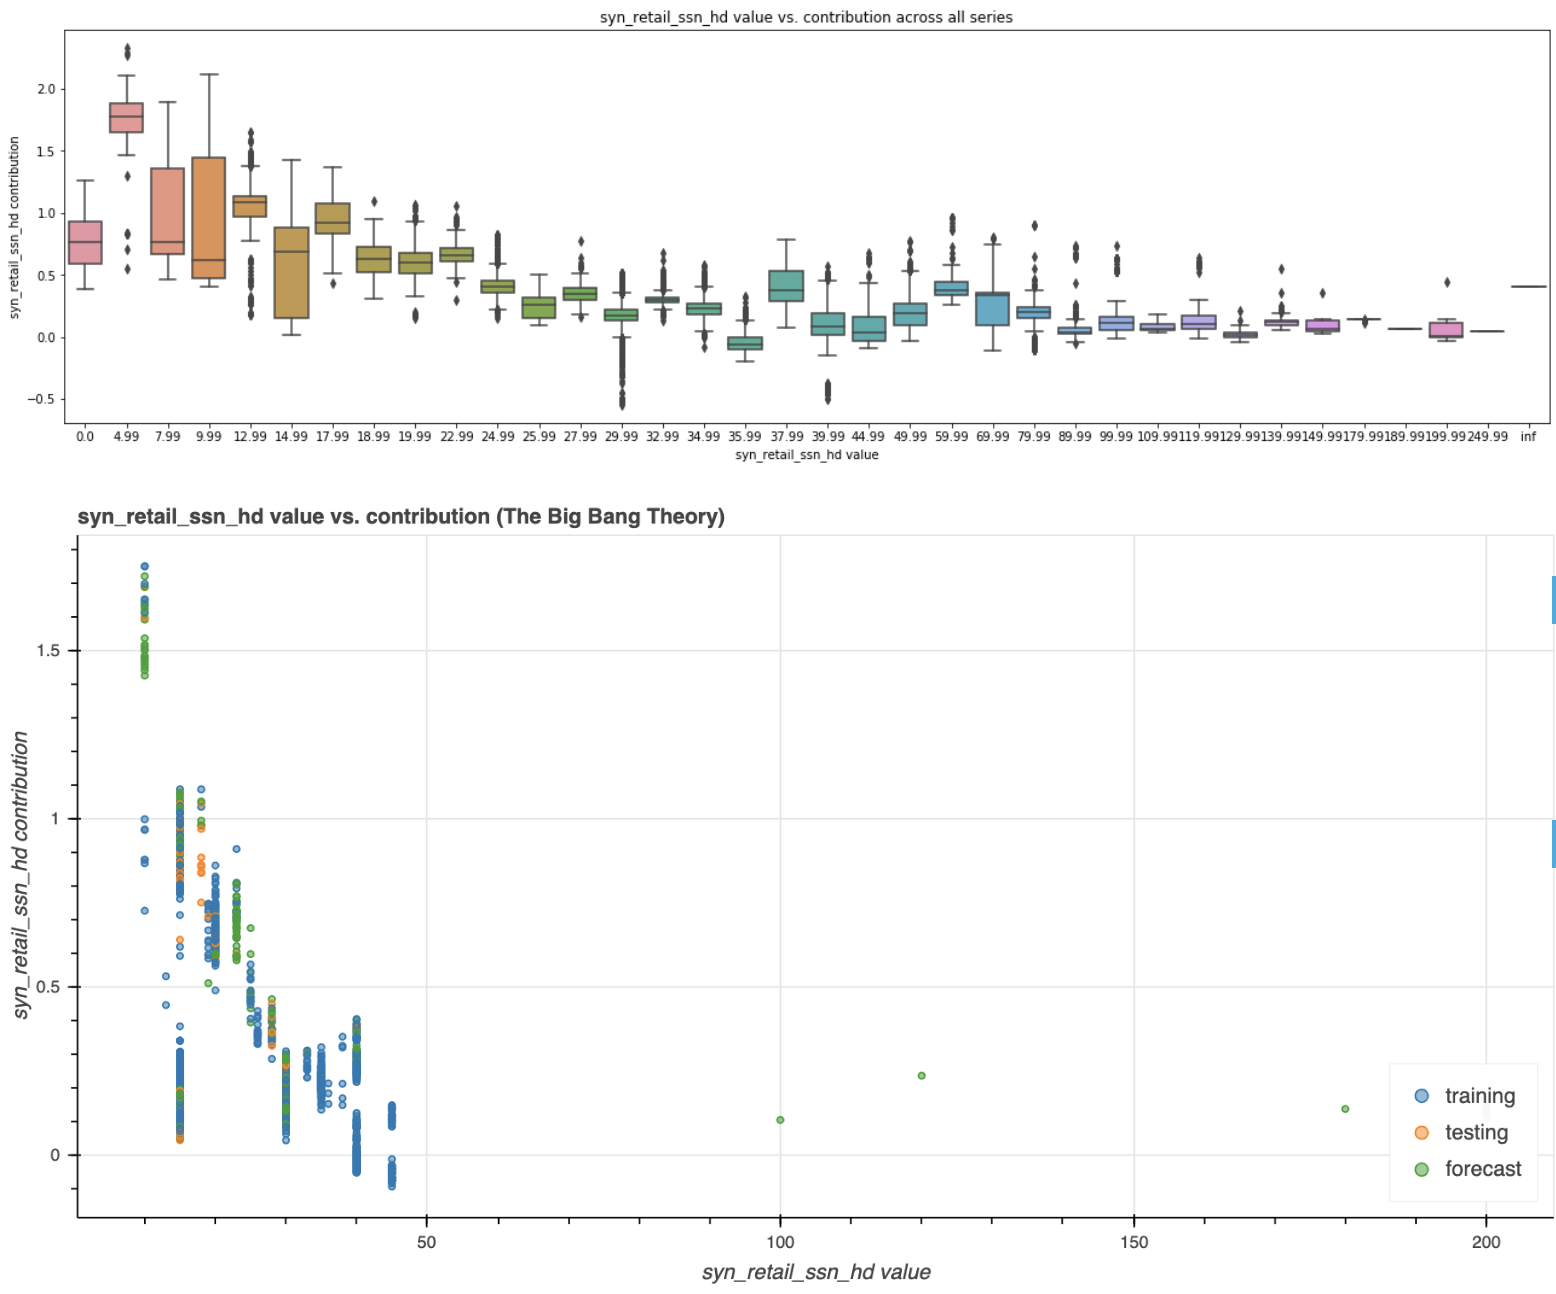 syn_retail_ssn_hd value vs. contribution across all series
syn_retail_ssn_hd contribution
2.0
1.5
1.0
0.5
0.0
−0.5
0.0 4.99 7.99 9.99 12.99 14.99 17.99 18.99 19.99 22.99 24.99 25.99 27.99 29.99 32.99 34.99 35.99 37.99 39.99 44.99 49.99 59.99 69.99 79.99 89.99 99.99 109.99 119.99 129.99 139.99 149.99 179.99 189.99 199.99 249.99 inf
syn_retail_ssn_hd value
syn_retail_ssn_hd value vs. contribution (The Big Bang Theory)
syn_retail_ssn_hd contribution
1.5
1
0.5
0
training
testing
forecast
50 100 150 200
syn_retail_ssn_hd value